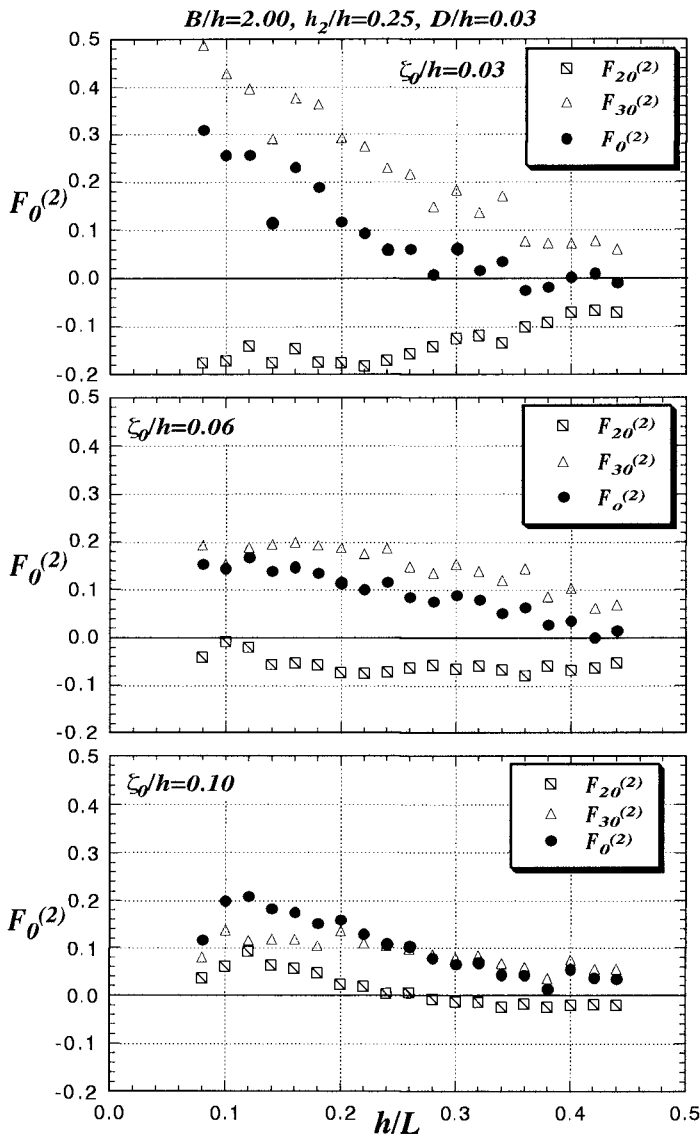 B/h=2.00, h₂/h=0.25, D/h=0.03
0.5
0.4
0.3
0.2
0.1
0.0
-0.1
-0.2
F₀⁽²⁾
ζ₀/h=0.03
F₂₀⁽²⁾
F₃₀⁽²⁾
F₀⁽²⁾
0.5
0.4
0.3
0.2
0.1
0.0
-0.1
-0.2
F₀⁽²⁾
ζ₀/h=0.06
F₂₀⁽²⁾
F₃₀⁽²⁾
Fₒ⁽²⁾
0.5
0.4
0.3
0.2
0.1
0.0
-0.1
-0.2
F₀⁽²⁾
ζ₀/h=0.10
F₂₀⁽²⁾
F₃₀⁽²⁾
F₀⁽²⁾
0.0 0.1 0.2 0.3 0.4 0.5
h/L